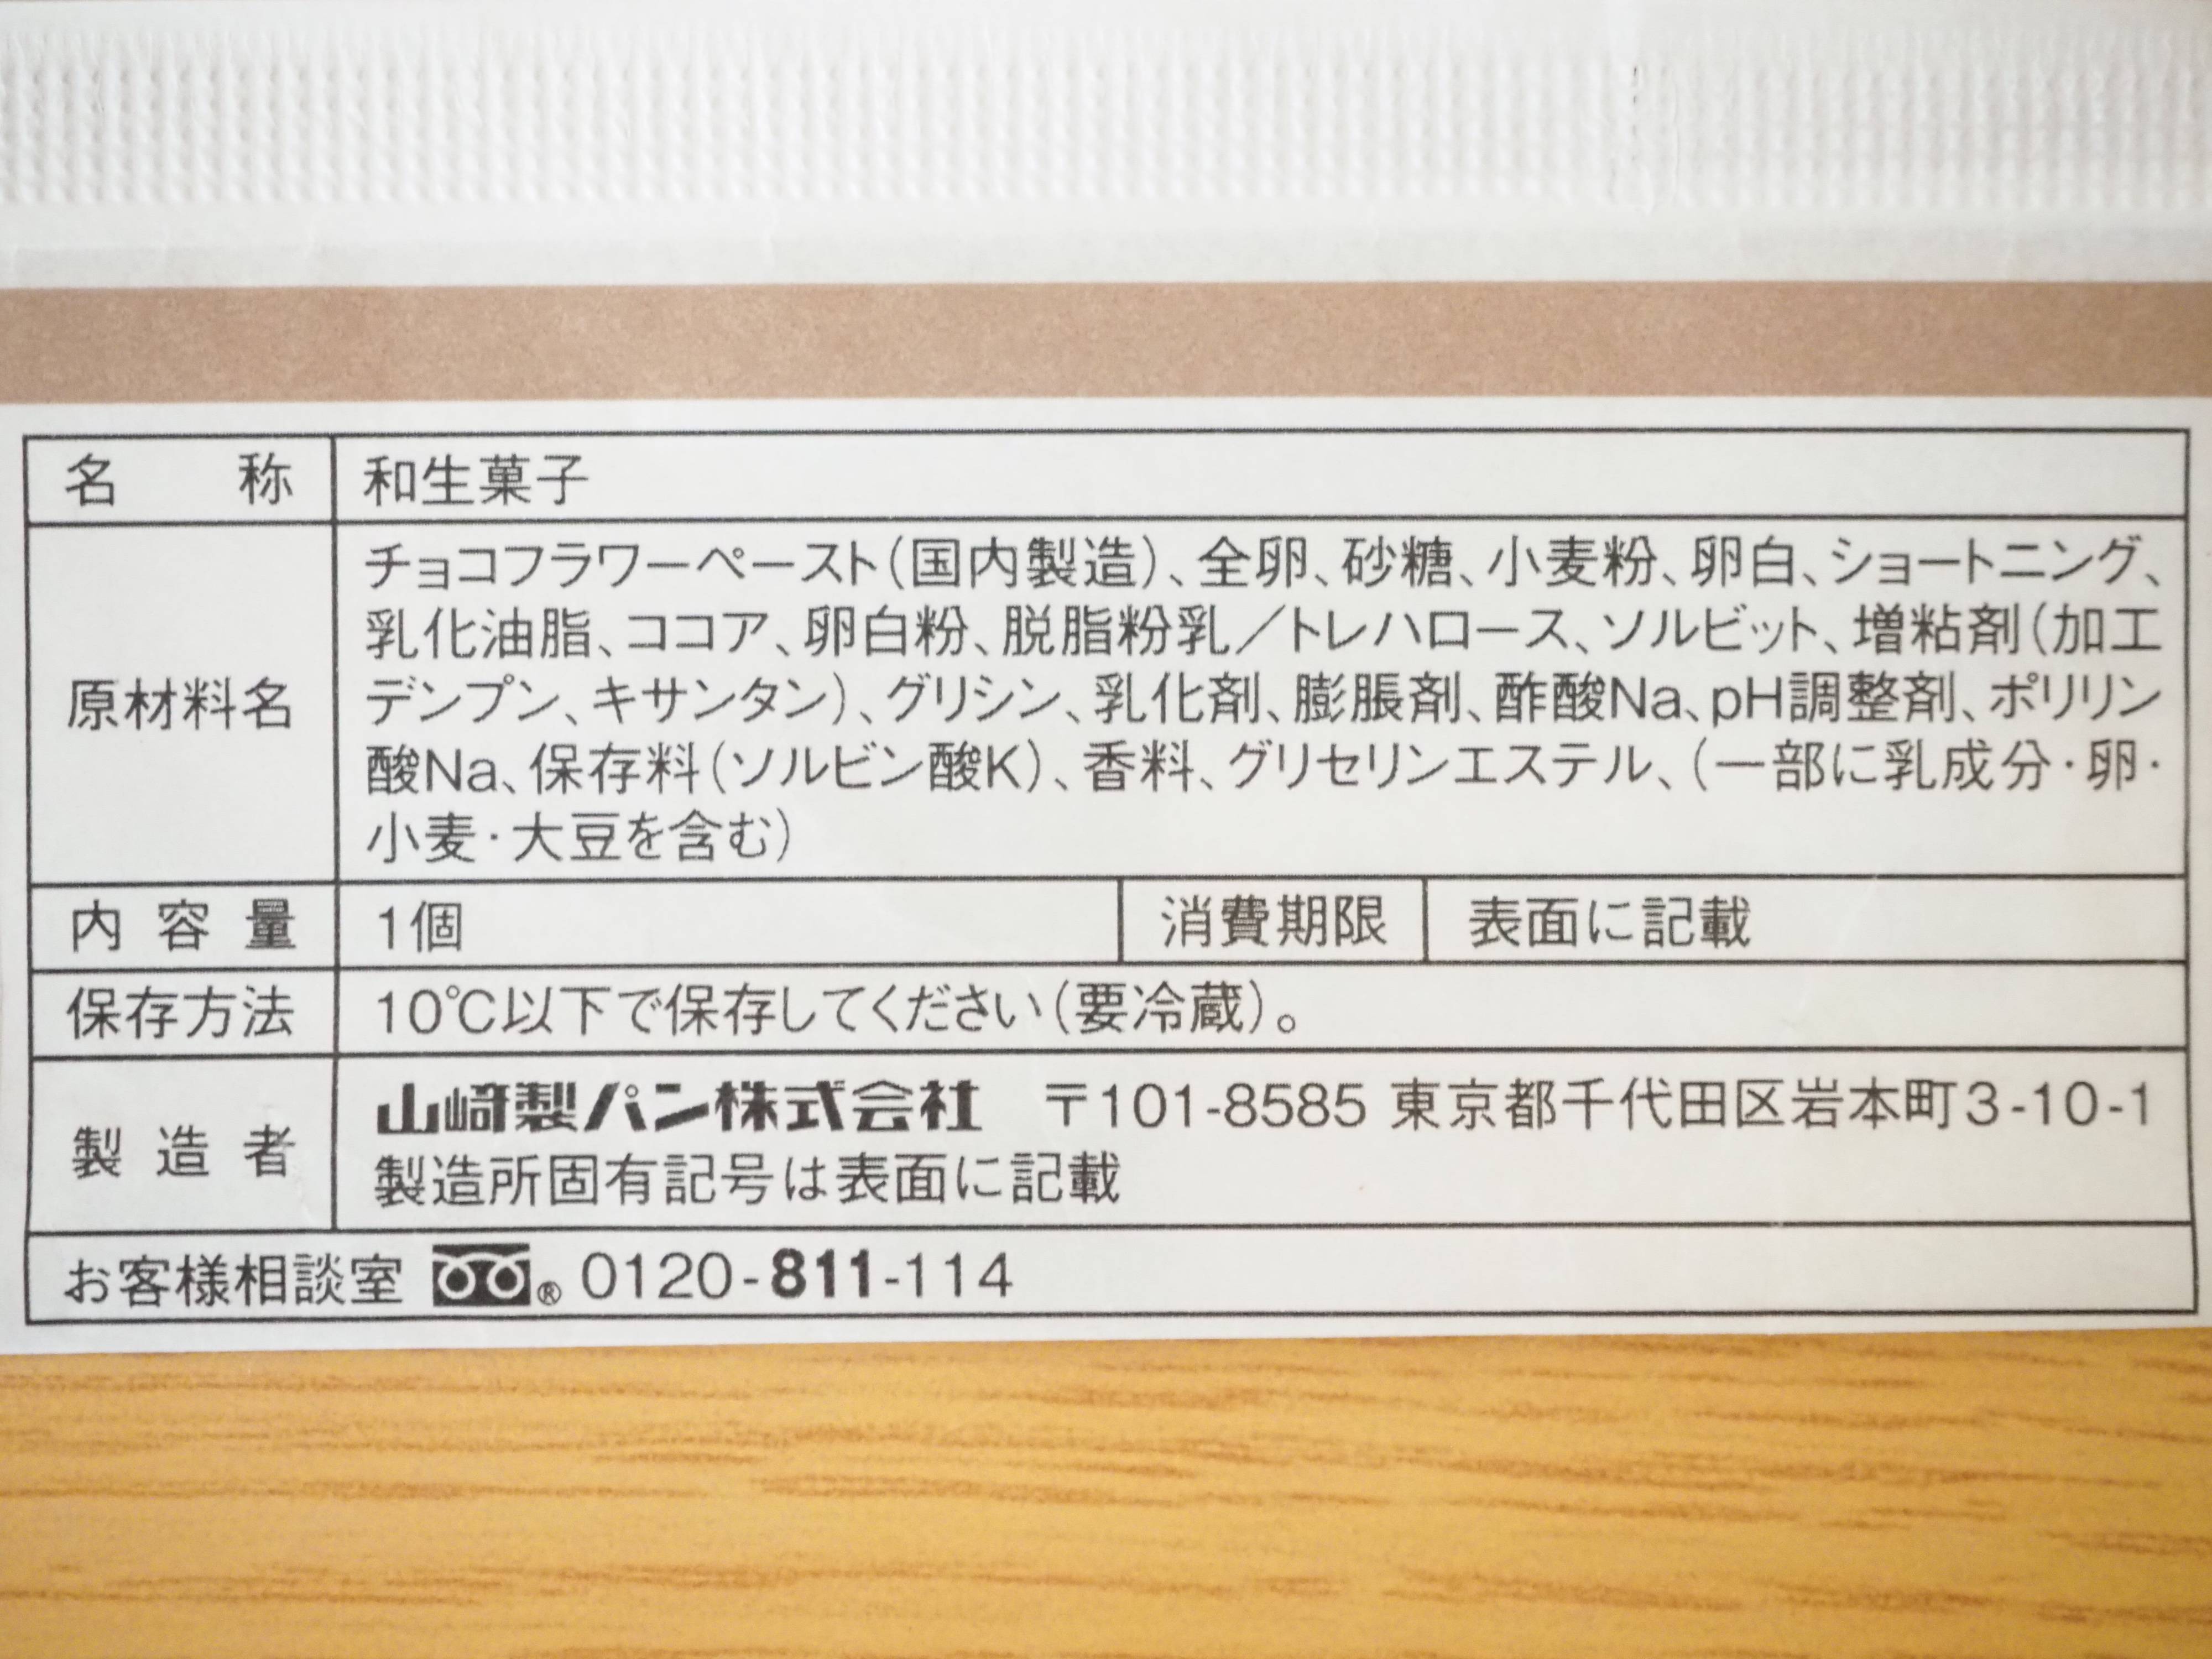 名称 和生菓子
原材料名 チョコフラワーペースト(国内製造)、全卵、砂糖、小麦粉、卵白、ショートニング、
乳化油脂、ココア、卵白粉、脱脂粉乳/トレハロース、ソルビット、増粘剤(加工
デンプン、キサンタン)、グリシン、乳化剤、膨脹剤、酢酸Na、pH調整剤、ポリリン
酸Na、保存料(ソルビン酸K)、香料、グリセリンエステル、(一部に乳成分・卵・
小麦・大豆を含む)
内容量 1個 消費期限 表面に記載
保存方法 10℃以下で保存してください(要冷蔵)。
製造者 山崎製パン株式会社 〒101-8585 東京都千代田区岩本町3-10-1
製造所固有記号は表面に記載
お客様相談室 ® 0120-811-114